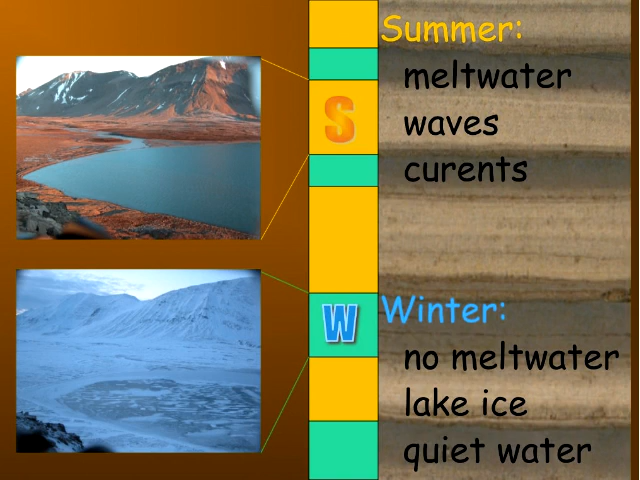 Summer:
meltwater
waves
S
curents
Winter:
W
no meltwater
lake ice
quiet water